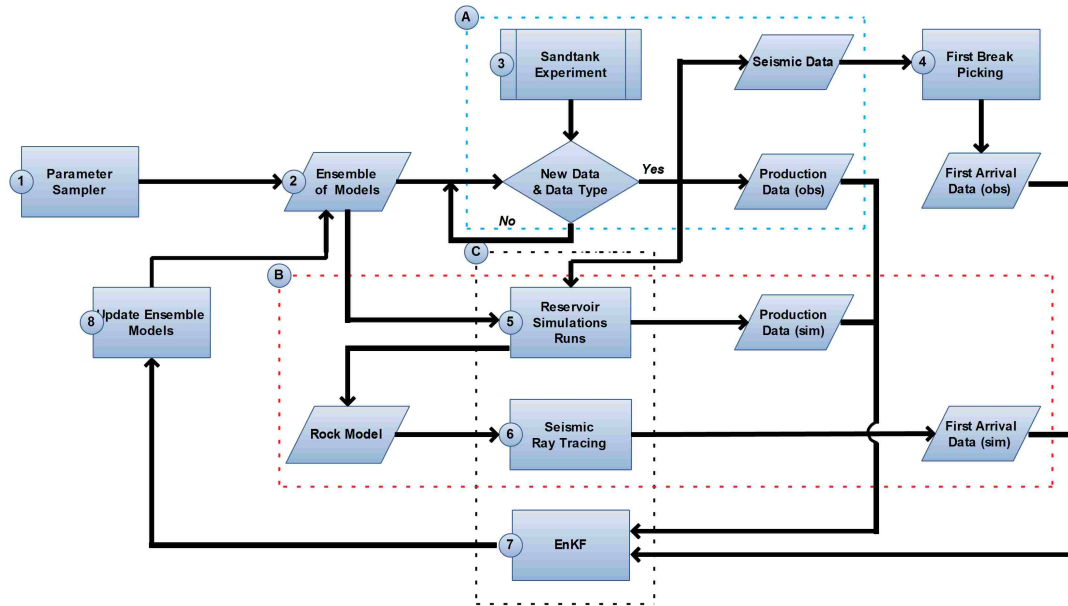 A
3
Sandtank
Experiment
Seismic Data
4
First Break
Picking
1
Parameter
Sampler
2
Ensemble
of Models
New Data
& Data Type
Yes
No
Production
Data (obs)
First Arrival
Data (obs)
C
B
8
Update Ensemble
Models
5
Reservoir
Simulations
Runs
Production
Data (sim)
Rock Model
6
Seismic
Ray Tracing
First Arrival
Data (sim)
7
EnKF